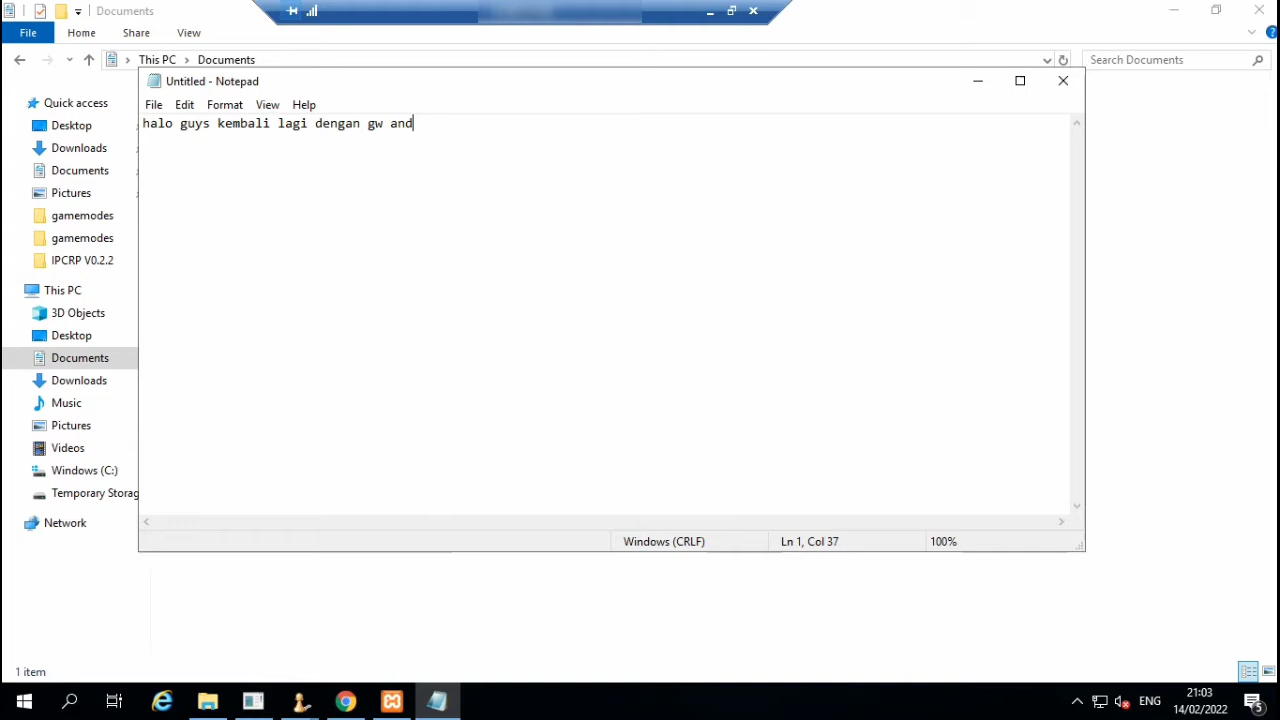 Documents
File Home Share View
This PC Documents
Search Documents
Untitled - Notepad
File Edit Format View Help
halo guys kembali lagi dengan gw and
Quick access
Desktop
Downloads
Documents
Pictures
gamemodes
gamemodes
IPCRP V0.2.2
This PC
3D Objects
Desktop
Documents
Downloads
Music
Pictures
Videos
Windows (C:)
Temporary Storag
Network
Windows (CRLF) Ln 1, Col 37 100%
1 item
ENG
21:03
14/02/2022
5